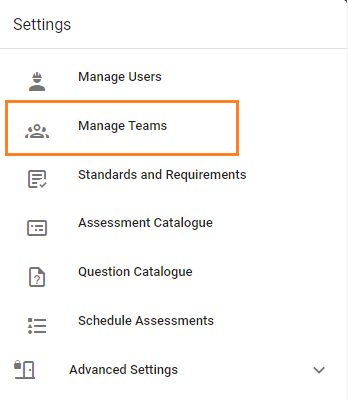 Settings
Manage Users
Manage Teams
Standards and Requirements
Assessment Catalogue
Question Catalogue
Schedule Assessments
Advanced Settings